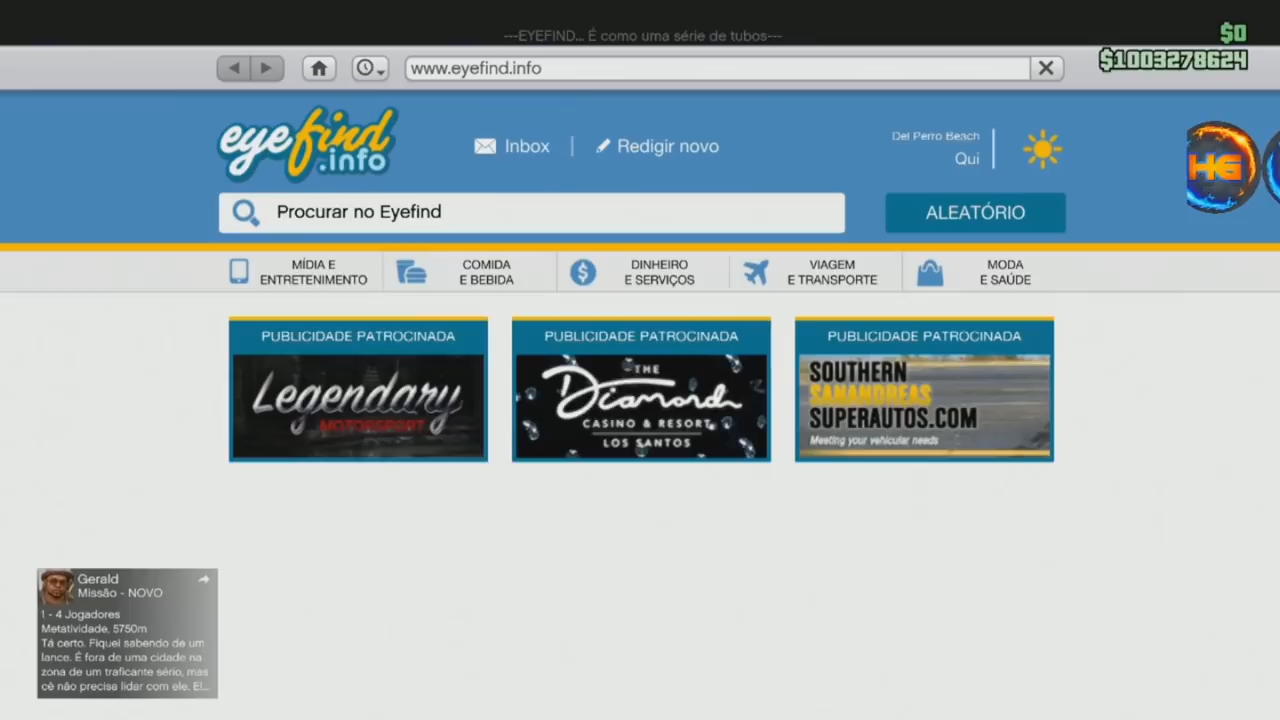 ---EYEFIND... É como uma série de tubos---
$0
$1003278624
www.eyefind.info
eyefind
.info
Inbox
Redigir novo
Del Perro Beach
Qui
HG
Procurar no Eyefind
ALEATÓRIO
MÍDIA E
ENTRETENIMENTO
COMIDA
E BEBIDA
DINHEIRO
E SERVIÇOS
VIAGEM
E TRANSPORTE
MODA
E SAÚDE
PUBLICIDADE PATROCINADA
Legendary
MOTORSPORT
PUBLICIDADE PATROCINADA
THE
Diamond
CASINO & RESORT
LOS SANTOS
PUBLICIDADE PATROCINADA
SOUTHERN
SANANDREAS
SUPERAUTOS.COM
Meeting your vehicular needs
Gerald
Missão - NOVO
1 - 4 Jogadores
Metatividade, 5750m
Tá certo. Fiquei sabendo de um
lance. É fora de uma cidade na
zona de um traficante sério, mas
cê não precisa lidar com ele. El...